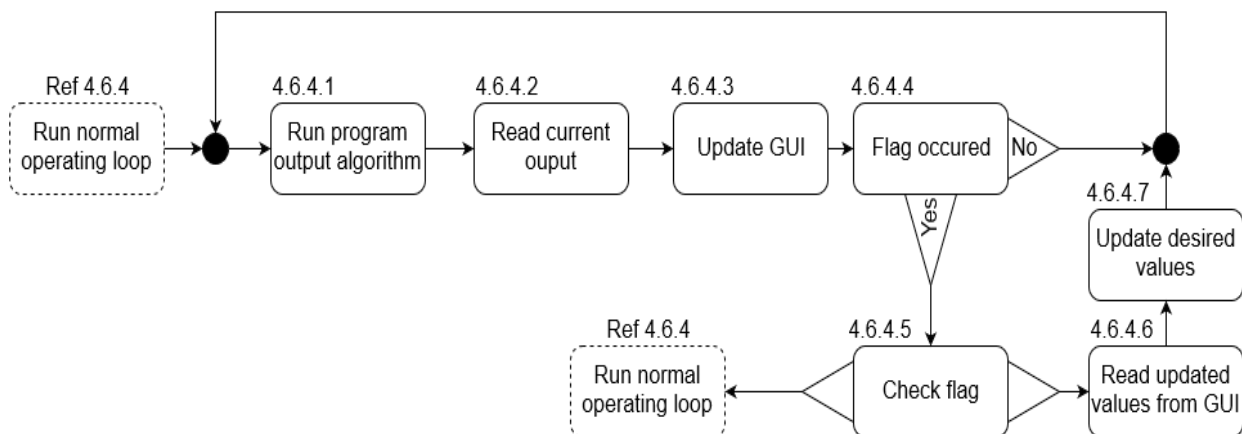 Ref 4.6.4
Run normal
operating loop
4.6.4.1
Run program
output algorithm
4.6.4.2
Read current
ouput
4.6.4.3
Update GUI
4.6.4.4
Flag occured
No
Yes
4.6.4.7
Update desired
values
Ref 4.6.4
Run normal
operating loop
4.6.4.5
Check flag
4.6.4.6
Read updated
values from GUI